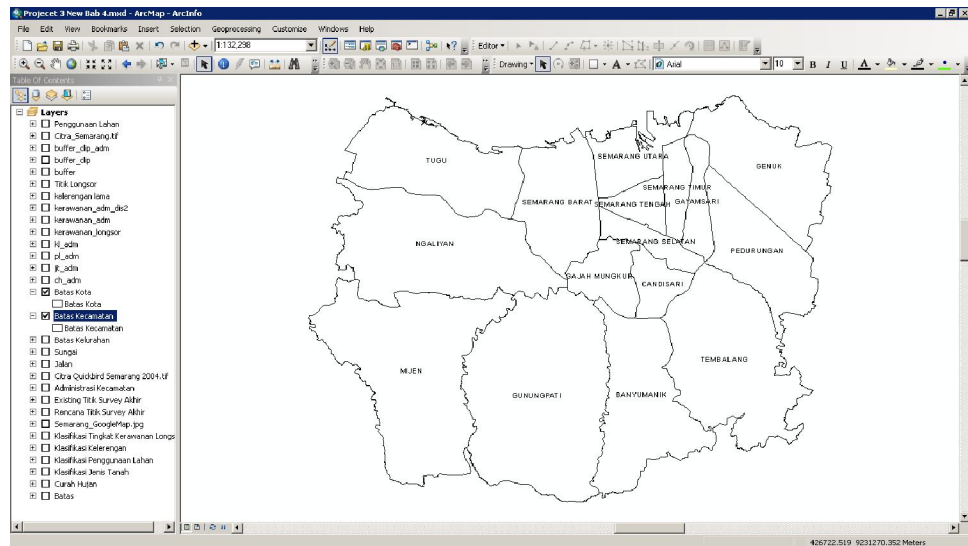 Projecet 3 New Bab 4.mxd - ArcMap - ArcInfo
File Edit View Bookmarks Insert Selection Geoprocessing Customize Windows Help
1:132,298
Editor
Drawing
A
Arial
10
B I U A
Table Of Contents
Layers
Penggunaan Lahan
Citra_Semarang.tif
buffer_clip_adm
buffer_clip
buffer
Titik Longsor
kelerengan lama
kerawanan_adm_dis2
kerawanan_adm
kerawanan_longsor
kl_adm
pl_adm
jt_adm
ch_adm
Batas Kota
Batas Kota
Batas Kecamatan
Batas Kecamatan
Batas Kelurahan
Sungai
Jalan
Citra Quickbird Semarang 2004.tif
Administrasi Kecamatan
Existing Titik Survey Akhir
Rencana Titik Survey Akhir
Semarang_GoogleMap.jpg
Klasifikasi Tingkat Kerawanan Longs
Klasifikasi Kelerengan
Klasifikasi Penggunaan Lahan
Klasifikasi Jenis Tanah
Curah Hujan
Batas
TUGU
SEMARANG UTARA
GENUK
SEMARANG TIMUR
SEMARANG BARAT
SEMARANG TENGAH
GAYAMSARI
NGALIYAN
SEMARANG SELATAN
PEDURUNGAN
GAJAH MUNGKUR
CANDISARI
TEMBALANG
MIJEN
GUNUNGPATI
BANYUMANIK
426722.519 9231270.352 Meters